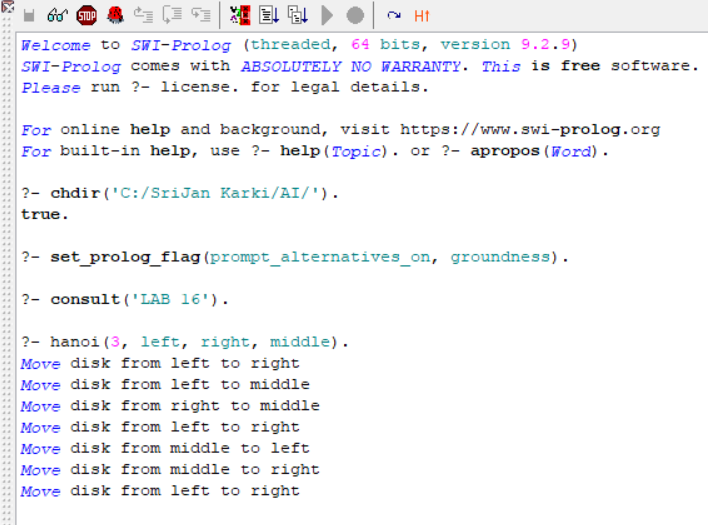 STOP
H↑
Welcome to SWI-Prolog (threaded, 64 bits, version 9.2.9)
SWI-Prolog comes with ABSOLUTELY NO WARRANTY. This is free software.
Please run ?- license. for legal details.
For online help and background, visit https://www.swi-prolog.org
For built-in help, use ?- help(Topic). or ?- apropos(Word).
?- chdir('C:/SriJan Karki/AI/').
true.
?- set_prolog_flag(prompt_alternatives_on, groundness).
?- consult('LAB 16').
?- hanoi(3, left, right, middle).
Move disk from left to right
Move disk from left to middle
Move disk from right to middle
Move disk from left to right
Move disk from middle to left
Move disk from middle to right
Move disk from left to right